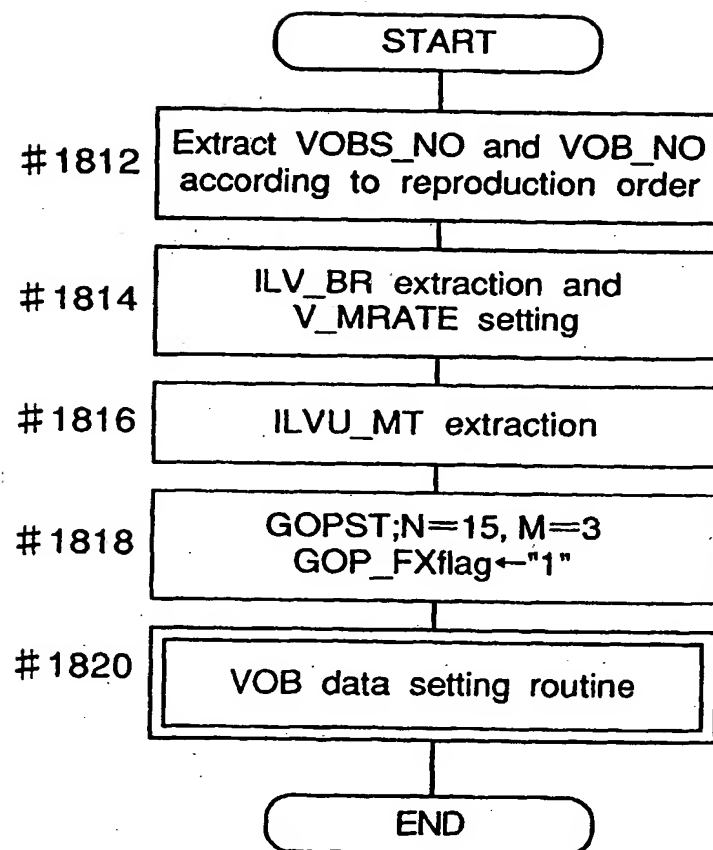 START
#1812
Extract VOBS_NO and VOB_NO
according to reproduction order
#1814
ILV_BR extraction and
V_MRATE setting
#1816
ILVU_MT extraction
#1818
GOPST;N=15, M=3
GOP_FXflag←"1"
#1820
VOB data setting routine
END